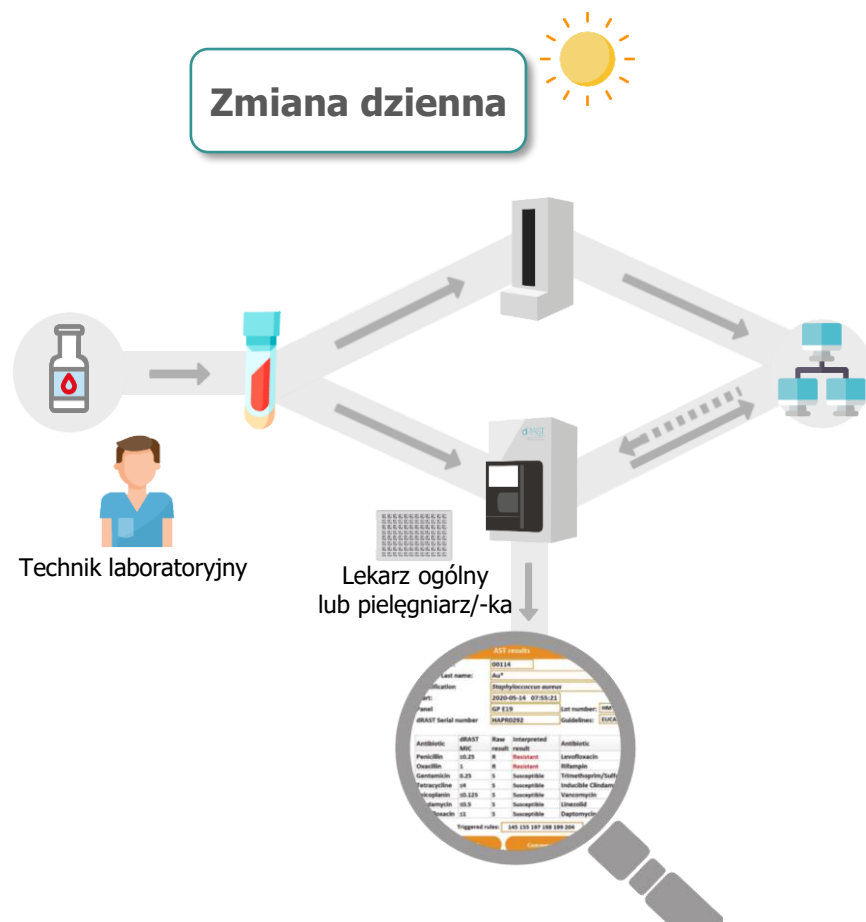 Zmiana dzienna
dRAST
Technik laboratoryjny
Lekarz ogólny
lub pielęgniarz/-ka
AST results
00114
Last name: Au*
Staphylococcus aureus
2020-05-14 07:55:21
GP E19 Lot number:
dRAST Serial number HAPR0292 Guidelines: EUCA
Antibiotic dRAST MIC Raw result Interpreted result Antibiotic
Penicillin ≤0.25 R Resistant Levofloxacin
Oxacillin 1 R Resistant Rifampin
Gentamicin 0.25 S Susceptible Trimethoprim/Sulf
Tetracycline ≤4 S Susceptible Inducible Clindam
≤0.125 S Susceptible Vancomycin
≤0.5 S Susceptible Linezolid
≤1 S Susceptible Daptomycin
Triggered rules: 145 155 197 198 199 204